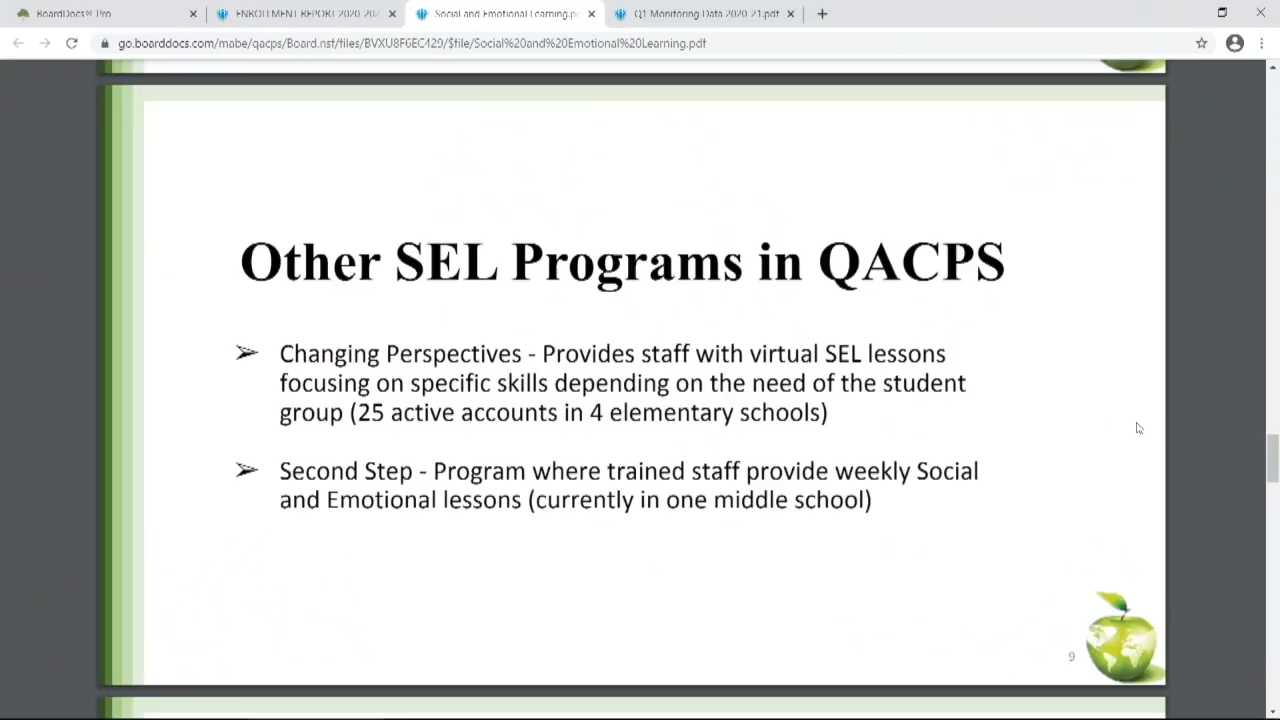 BoardDocs® Pro
ENROLLMENT REPORT 2020-202
Social and Emotional Learning.p
Q1 Monitoring Data 2020-21.pdf
go.boarddocs.com/mabe/qacps/Board.nsf/files/BVXU8F6EC429/$file/Social%20and%20Emotional%20Learning.pdf
Other SEL Programs in QACPS
➢ Changing Perspectives - Provides staff with virtual SEL lessons
focusing on specific skills depending on the need of the student
group (25 active accounts in 4 elementary schools)
➢ Second Step - Program where trained staff provide weekly Social
and Emotional lessons (currently in one middle school)
9